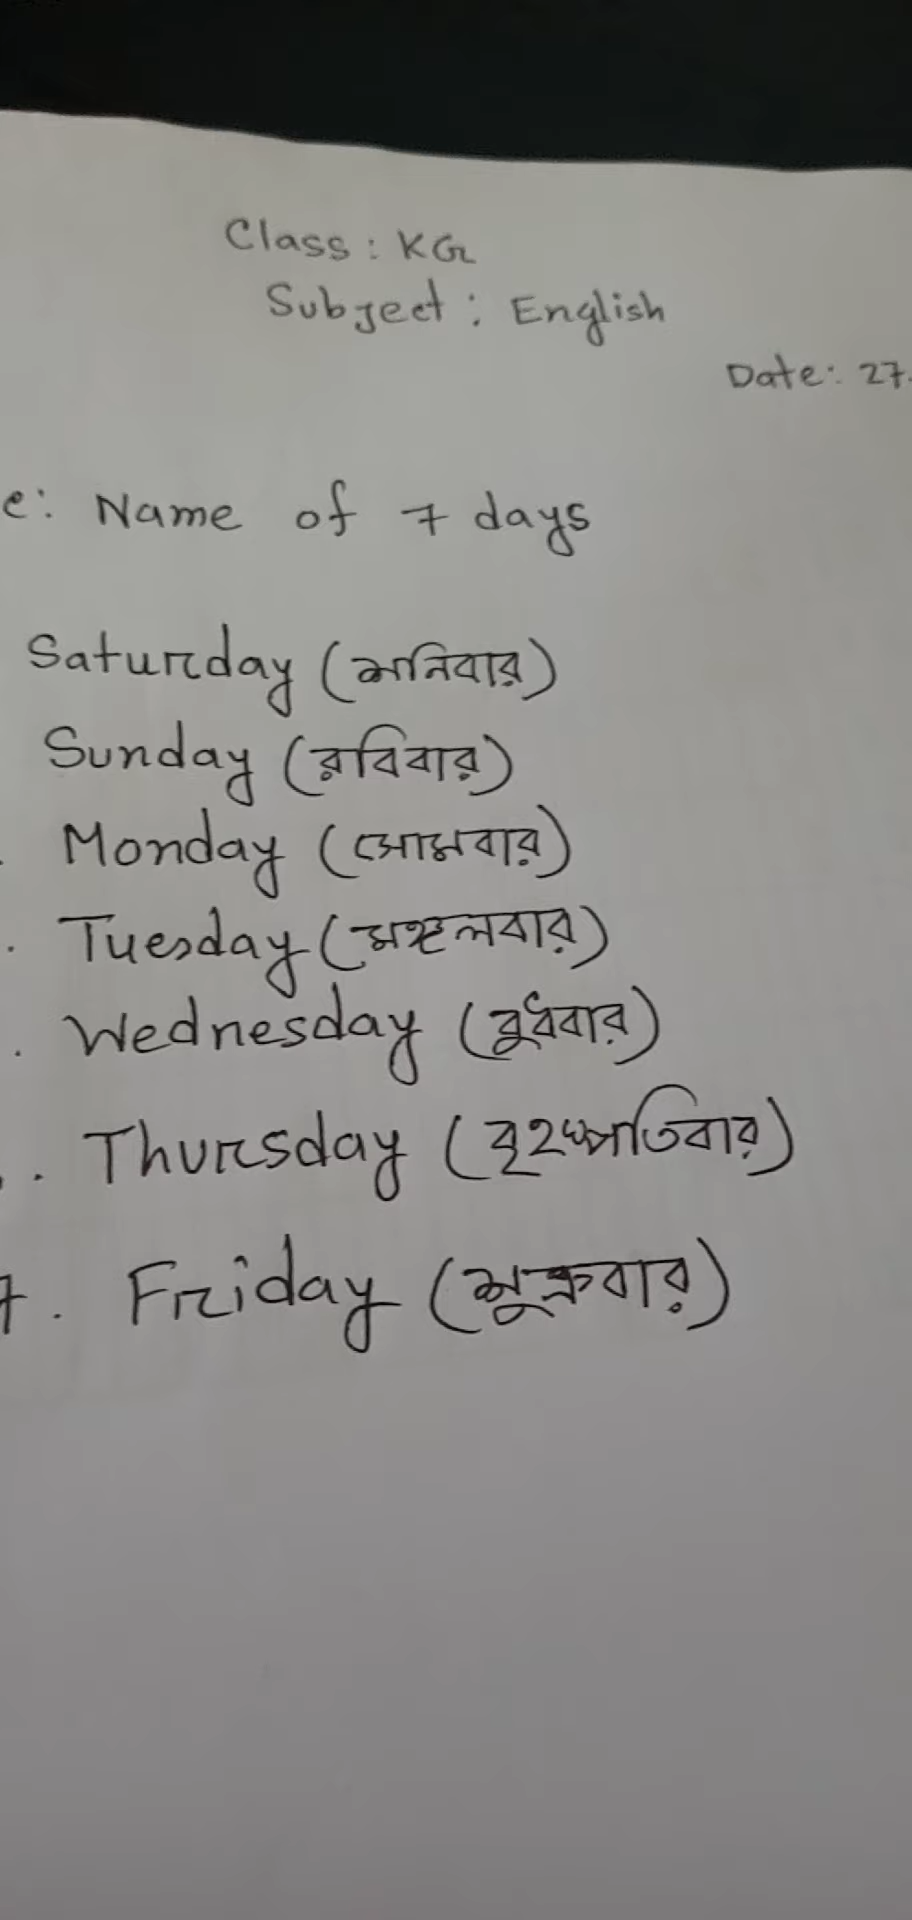 Class: KG
Subject: English
Date: 27.
e: Name of 7 days
Saturday (শনিবার)
Sunday (রবিবার)
. Monday (সোমবার)
. Tuesday (মঙ্গলবার)
. Wednesday (বুধবার)
. Thursday (বৃহস্পতিবার)
7. Friday (শুক্রবার)